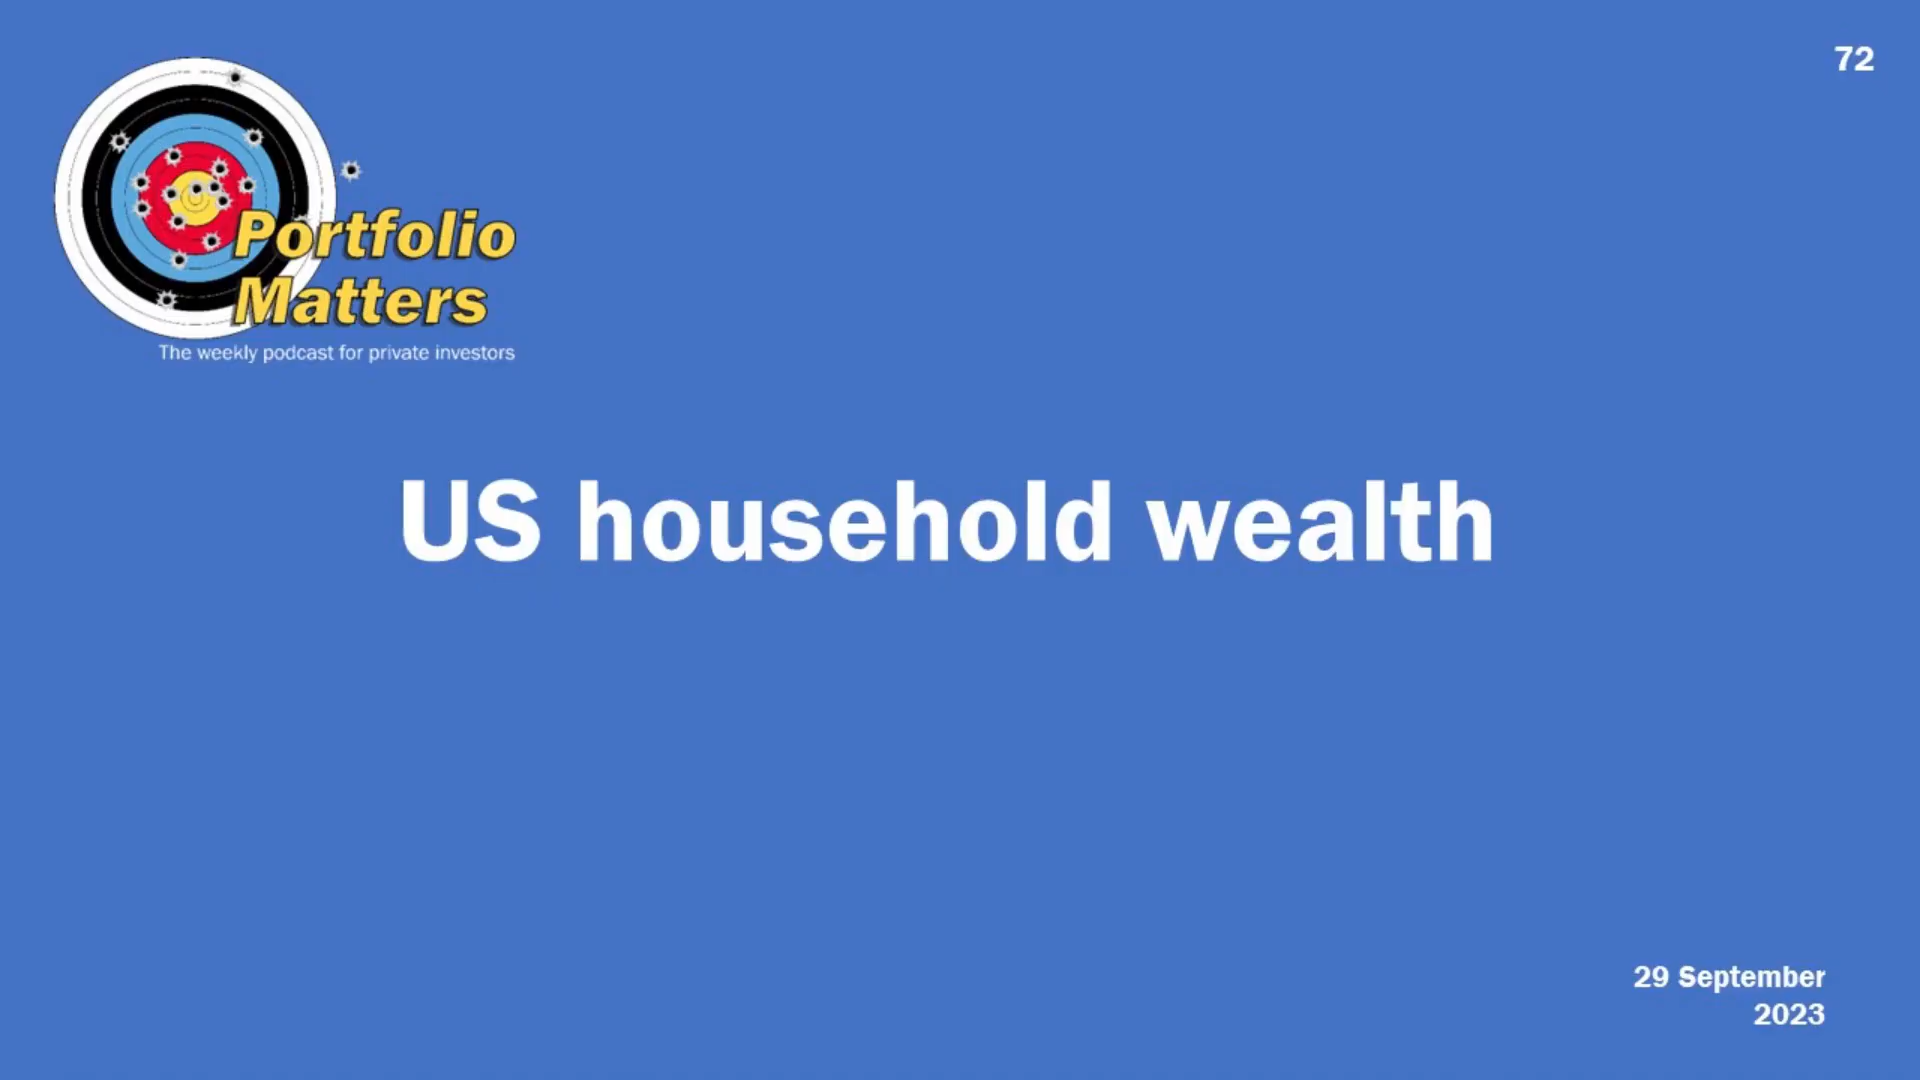 72
Portfolio
Matters
The weekly podcast for private investors
US household wealth
29 September
2023